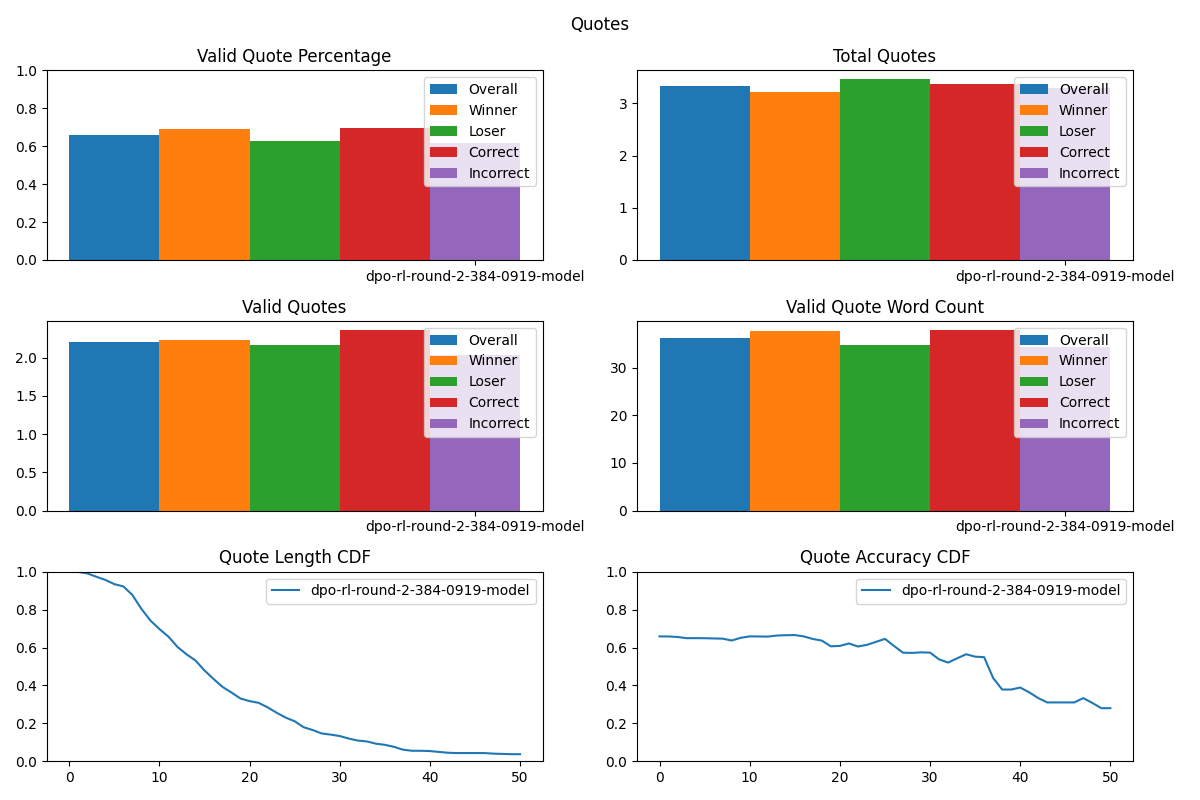 Quotes
Valid Quote Percentage
1.0
0.8
0.6
0.4
0.2
0.0
Overall
Winner
Loser
Correct
Incorrect
dpo-rl-round-2-384-0919-model
Total Quotes
3
2
1
0
Overall
Winner
Loser
Correct
Incorrect
dpo-rl-round-2-384-0919-model
Valid Quotes
2.0
1.5
1.0
0.5
0.0
Overall
Winner
Loser
Correct
Incorrect
dpo-rl-round-2-384-0919-model
Valid Quote Word Count
30
20
10
0
Overall
Winner
Loser
Correct
Incorrect
dpo-rl-round-2-384-0919-model
Quote Length CDF
1.0
0.8
0.6
0.4
0.2
0.0
dpo-rl-round-2-384-0919-model
0 10 20 30 40 50
Quote Accuracy CDF
1.0
0.8
0.6
0.4
0.2
0.0
dpo-rl-round-2-384-0919-model
0 10 20 30 40 50